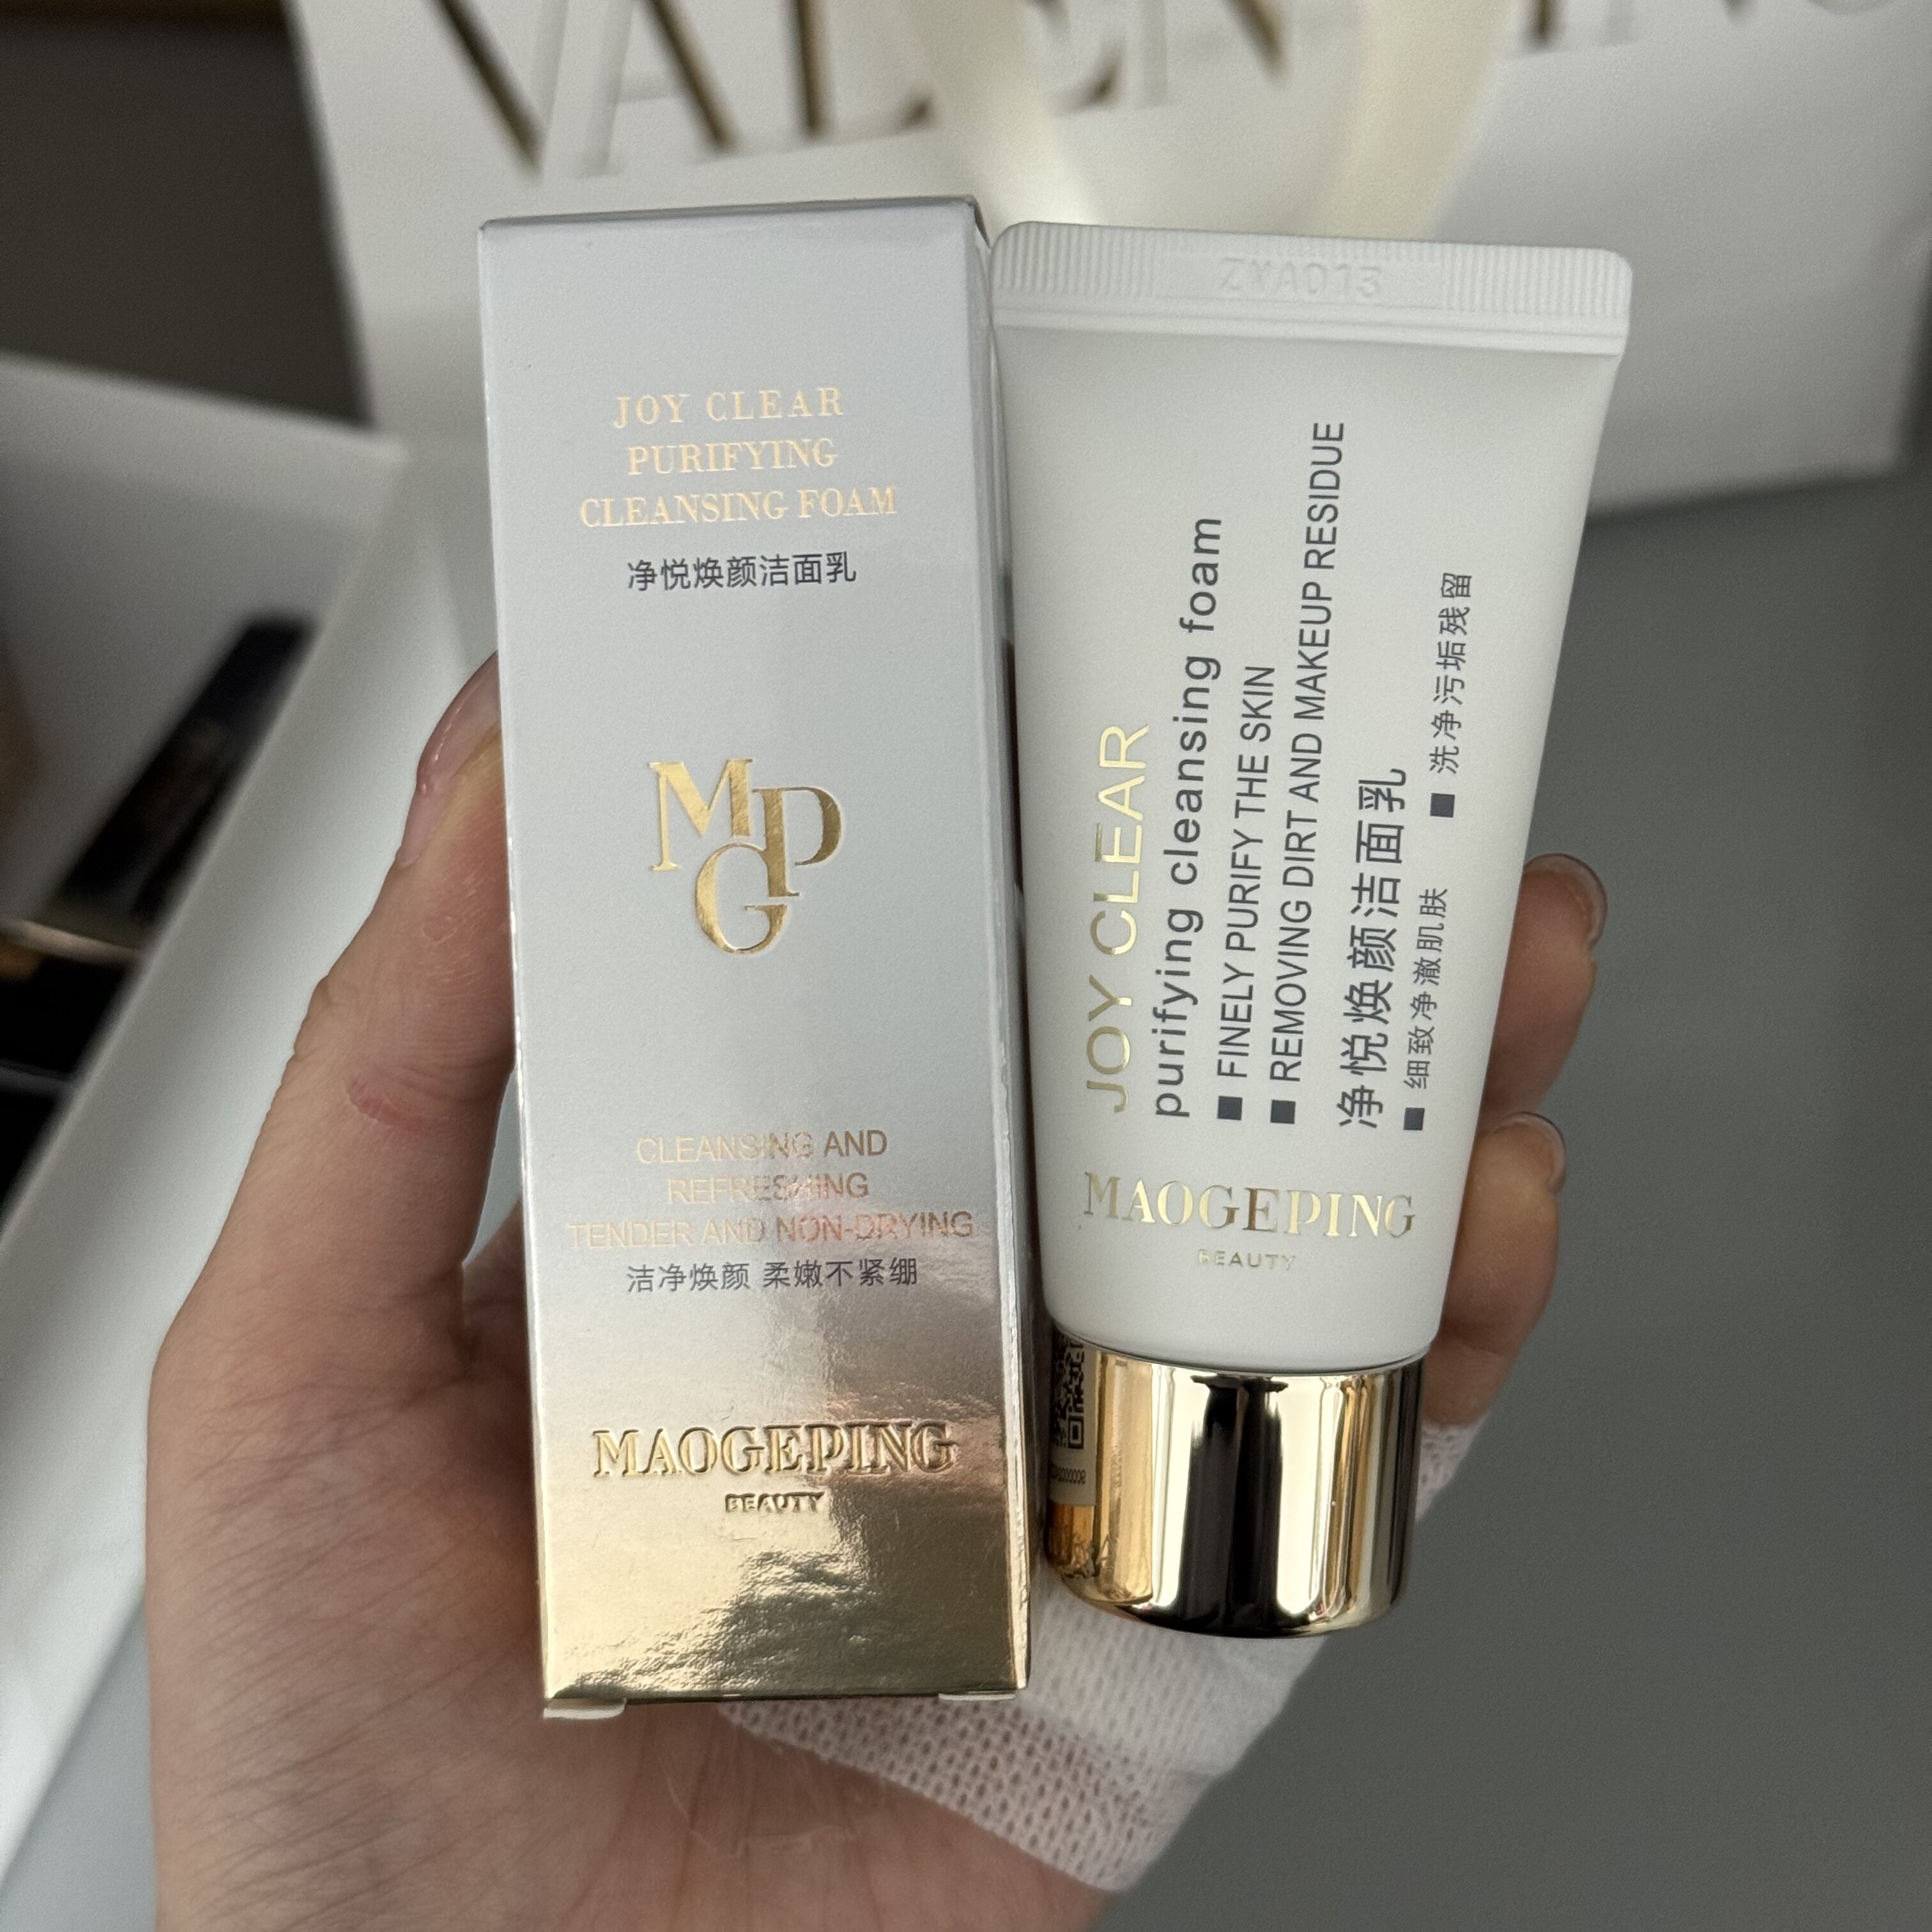 VALENTINO
JOY CLEAR
PURIFYING
CLEANSING FOAM
净悦焕颜洁面乳
MGP
CLEANSING AND
REFRESHING
TENDER AND NON-DRYING
洁净焕颜 柔嫩不紧绷
MAOGEPING
BEAUTY
ZXA013
JOY CLEAR
purifying cleansing foam
■ FINELY PURIFY THE SKIN
■ REMOVING DIRT AND MAKEUP RESIDUE
净悦焕颜洁面乳
■ 细致净澈肌肤 ■ 洗净污垢残留
MAOGEPING
BEAUTY